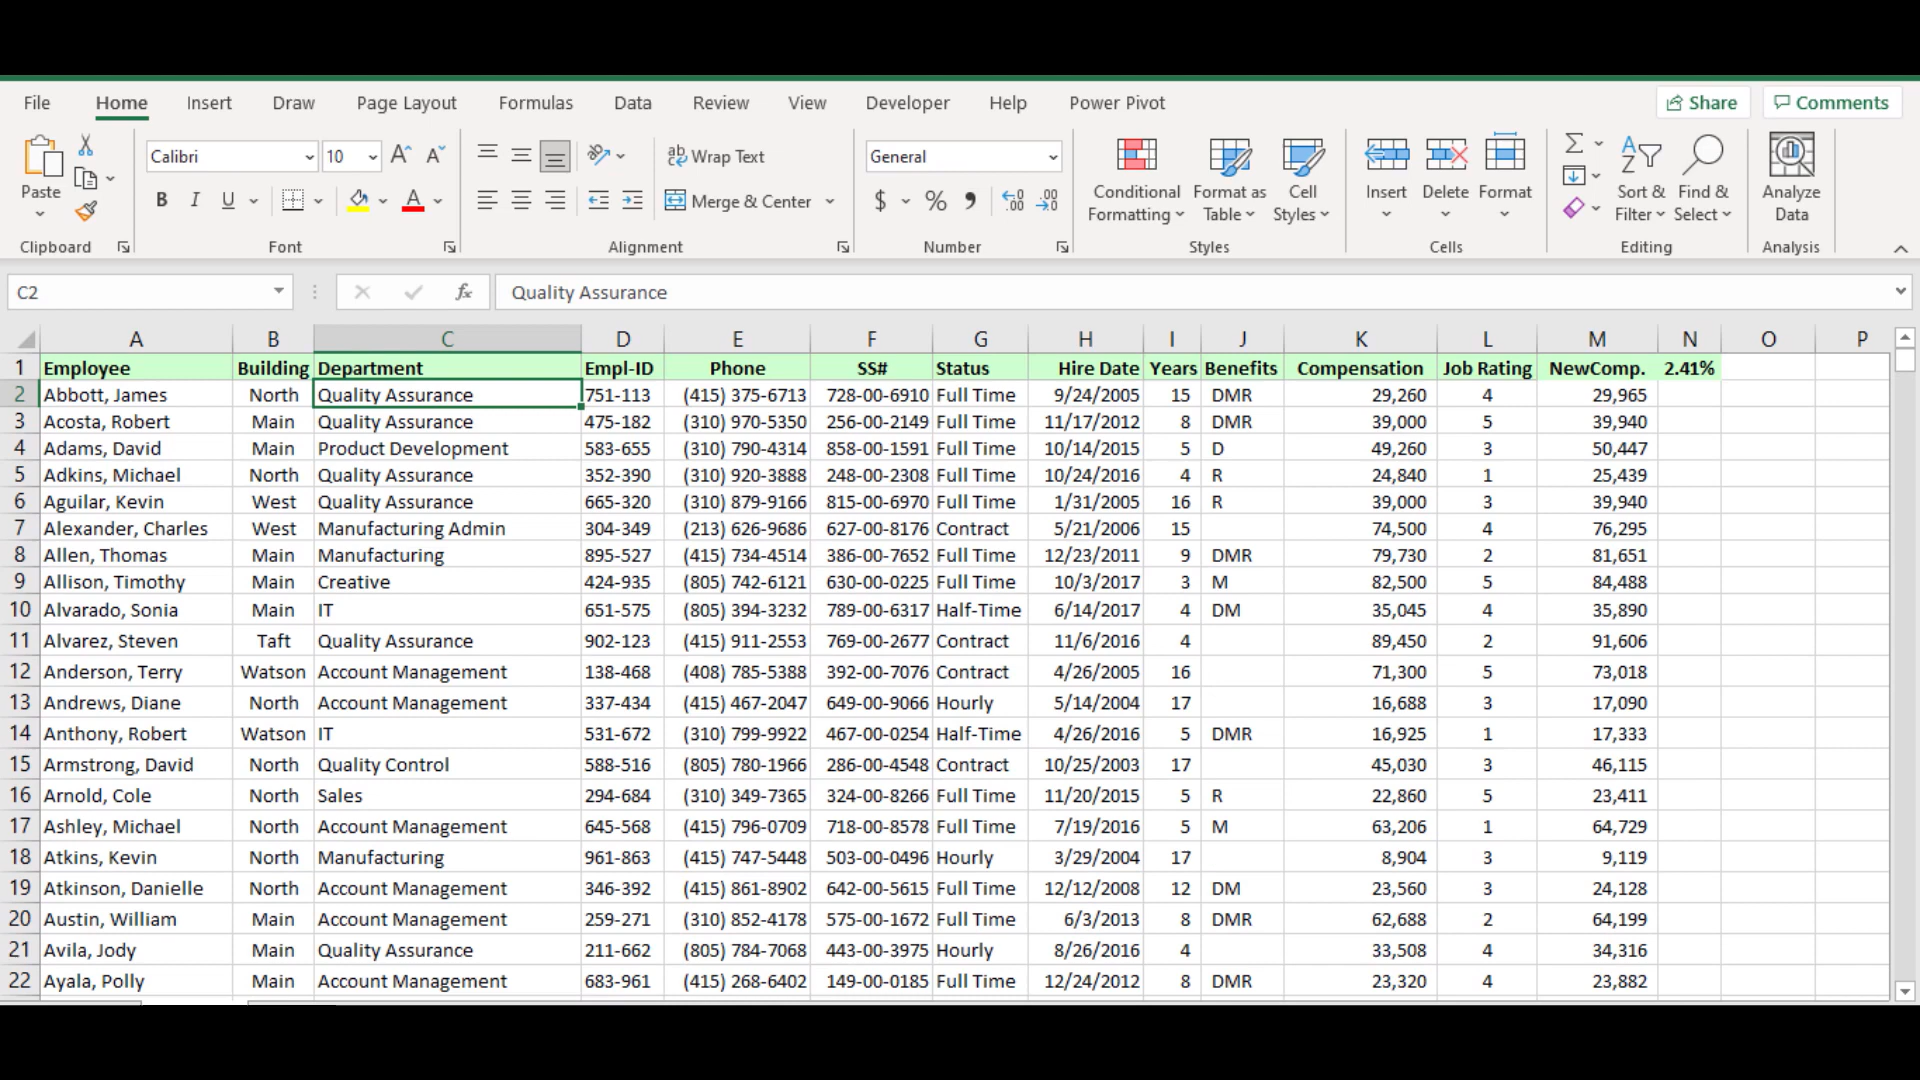 File Home Insert Draw Page Layout Formulas Data Review View Developer Help Power Pivot Share Comments
Calibri 10 A^ Aˇ ab Wrap Text General
Paste B I U A Merge & Center $ % , Conditional Formatting Format as Table Cell Styles Insert Delete Format Sort & Filter Find & Select Analyze Data
Clipboard Font Alignment Number Styles Cells Editing Analysis
C2 fx Quality Assurance
A B C D E F G H I J K L M N O P
1 Employee Building Department Empl-ID Phone SS# Status Hire Date Years Benefits Compensation Job Rating NewComp. 2.41%
2 Abbott, James North Quality Assurance 751-113 (415) 375-6713 728-00-6910 Full Time 9/24/2005 15 DMR 29,260 4 29,965
3 Acosta, Robert Main Quality Assurance 475-182 (310) 970-5350 256-00-2149 Full Time 11/17/2012 8 DMR 39,000 5 39,940
4 Adams, David Main Product Development 583-655 (310) 790-4314 858-00-1591 Full Time 10/14/2015 5 D 49,260 3 50,447
5 Adkins, Michael North Quality Assurance 352-390 (310) 920-3888 248-00-2308 Full Time 10/24/2016 4 R 24,840 1 25,439
6 Aguilar, Kevin West Quality Assurance 665-320 (310) 879-9166 815-00-6970 Full Time 1/31/2005 16 R 39,000 3 39,940
7 Alexander, Charles West Manufacturing Admin 304-349 (213) 626-9686 627-00-8176 Contract 5/21/2006 15 74,500 4 76,295
8 Allen, Thomas Main Manufacturing 895-527 (415) 734-4514 386-00-7652 Full Time 12/23/2011 9 DMR 79,730 2 81,651
9 Allison, Timothy Main Creative 424-935 (805) 742-6121 630-00-0225 Full Time 10/3/2017 3 M 82,500 5 84,488
10 Alvarado, Sonia Main IT 651-575 (805) 394-3232 789-00-6317 Half-Time 6/14/2017 4 DM 35,045 4 35,890
11 Alvarez, Steven Taft Quality Assurance 902-123 (415) 911-2553 769-00-2677 Contract 11/6/2016 4 89,450 2 91,606
12 Anderson, Terry Watson Account Management 138-468 (408) 785-5388 392-00-7076 Contract 4/26/2005 16 71,300 5 73,018
13 Andrews, Diane North Account Management 337-434 (415) 467-2047 649-00-9066 Hourly 5/14/2004 17 16,688 3 17,090
14 Anthony, Robert Watson IT 531-672 (310) 799-9922 467-00-0254 Half-Time 4/26/2016 5 DMR 16,925 1 17,333
15 Armstrong, David North Quality Control 588-516 (805) 780-1966 286-00-4548 Contract 10/25/2003 17 45,030 3 46,115
16 Arnold, Cole North Sales 294-684 (310) 349-7365 324-00-8266 Full Time 11/20/2015 5 R 22,860 5 23,411
17 Ashley, Michael North Account Management 645-568 (415) 796-0709 718-00-8578 Full Time 7/19/2016 5 M 63,206 1 64,729
18 Atkins, Kevin North Manufacturing 961-863 (415) 747-5448 503-00-0496 Hourly 3/29/2004 17 8,904 3 9,119
19 Atkinson, Danielle North Account Management 346-392 (415) 861-8902 642-00-5615 Full Time 12/12/2008 12 DM 23,560 3 24,128
20 Austin, William Main Account Management 259-271 (310) 852-4178 575-00-1672 Full Time 6/3/2013 8 DMR 62,688 2 64,199
21 Avila, Jody Main Quality Assurance 211-662 (805) 784-7068 443-00-3975 Hourly 8/26/2016 4 33,508 4 34,316
22 Ayala, Polly Main Account Management 683-961 (415) 268-6402 149-00-0185 Full Time 12/24/2012 8 DMR 23,320 4 23,882